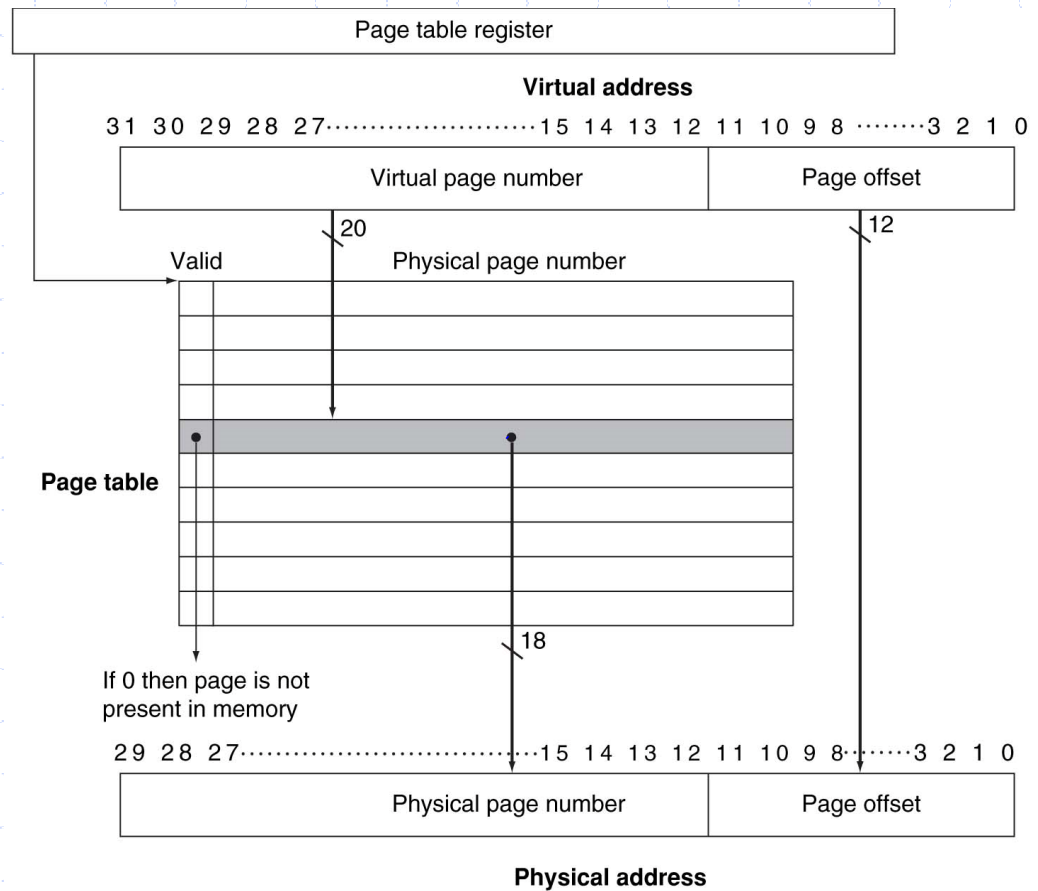 Page table register
Virtual address
31 30 29 28 27·····················15 14 13 12 11 10 9 8 ········3 2 1 0
Virtual page number Page offset
20 12
Valid Physical page number
Page table
18
If 0 then page is not
present in memory
29 28 27·····························15 14 13 12 11 10 9 8········3 2 1 0
Physical page number Page offset
Physical address